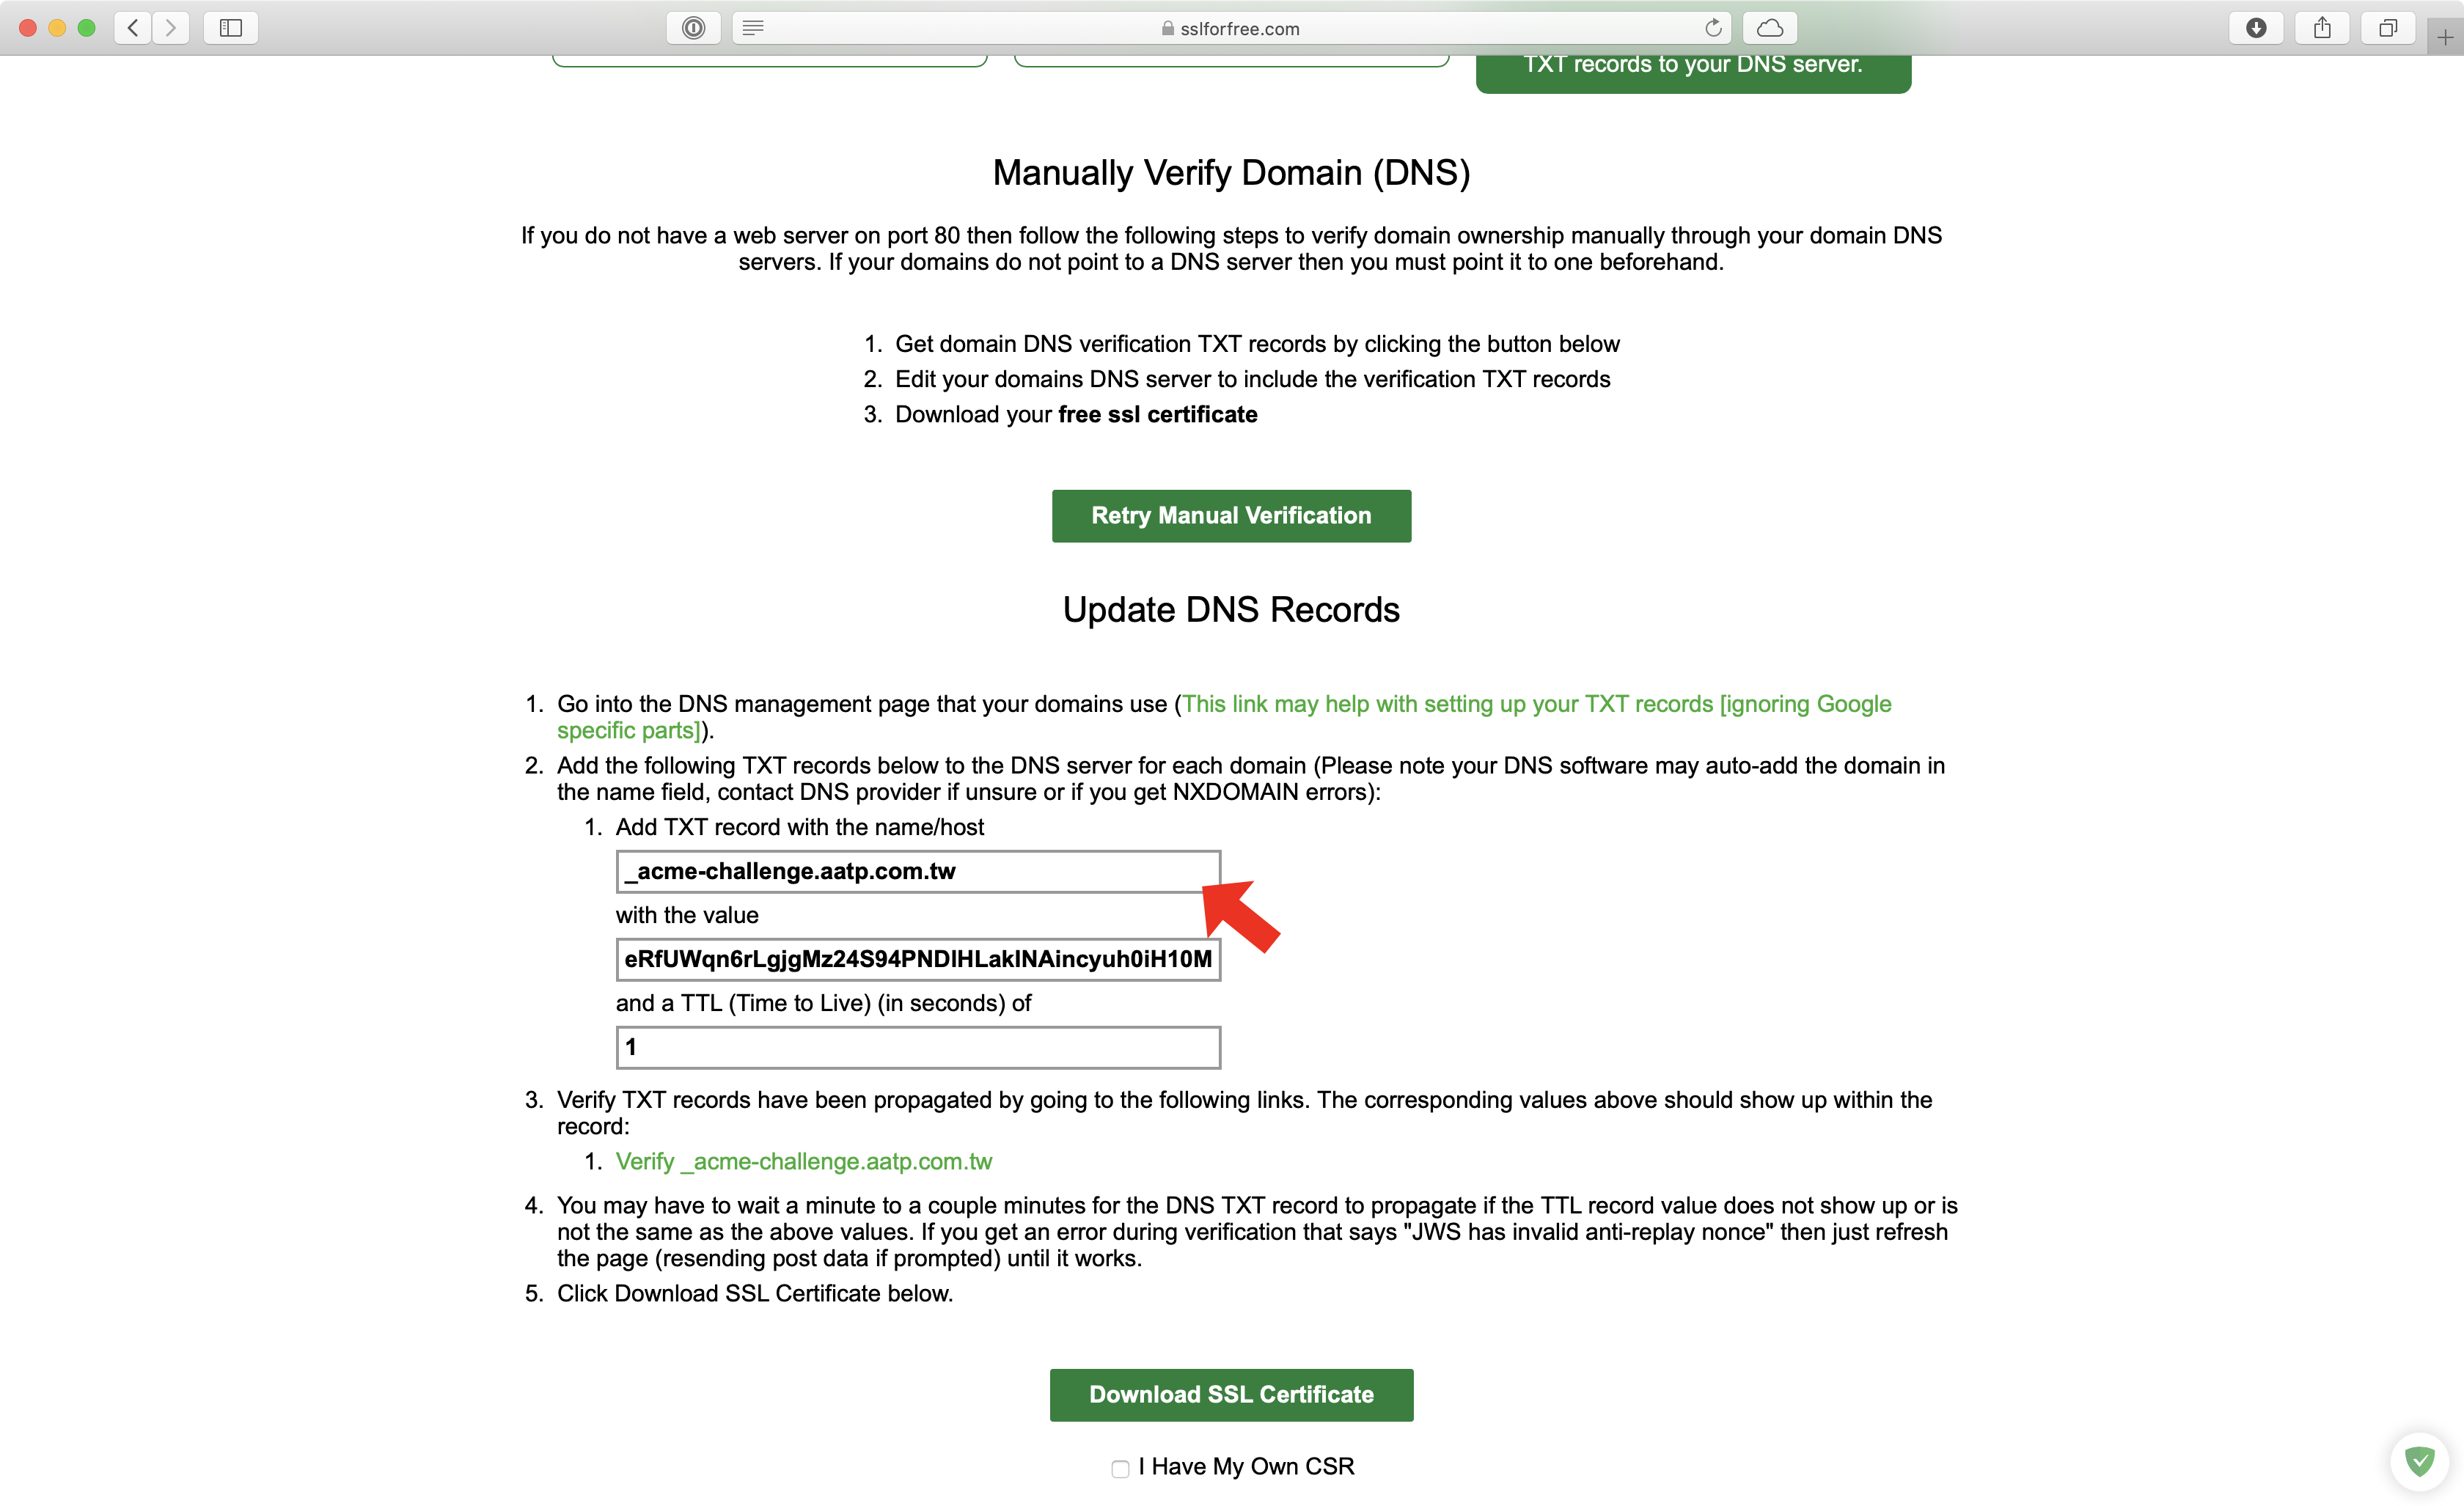 sslforfree.com
TXT records to your DNS server.
Manually Verify Domain (DNS)
If you do not have a web server on port 80 then follow the following steps to verify domain ownership manually through your domain DNS
servers. If your domains do not point to a DNS server then you must point it to one beforehand.
1. Get domain DNS verification TXT records by clicking the button below
2. Edit your domains DNS server to include the verification TXT records
3. Download your free ssl certificate
Retry Manual Verification
Update DNS Records
1. Go into the DNS management page that your domains use (This link may help with setting up your TXT records [ignoring Google
specific parts]).
2. Add the following TXT records below to the DNS server for each domain (Please note your DNS software may auto-add the domain in
the name field, contact DNS provider if unsure or if you get NXDOMAIN errors):
1. Add TXT record with the name/host
_acme-challenge.aatp.com.tw
with the value
eRfUWqn6rLgjgMz24S94PNDlHLaklNAincyuh0iH10M
and a TTL (Time to Live) (in seconds) of
1
3. Verify TXT records have been propagated by going to the following links. The corresponding values above should show up within the
record:
1. Verify _acme-challenge.aatp.com.tw
4. You may have to wait a minute to a couple minutes for the DNS TXT record to propagate if the TTL record value does not show up or is
not the same as the above values. If you get an error during verification that says "JWS has invalid anti-replay nonce" then just refresh
the page (resending post data if prompted) until it works.
5. Click Download SSL Certificate below.
Download SSL Certificate
I Have My Own CSR